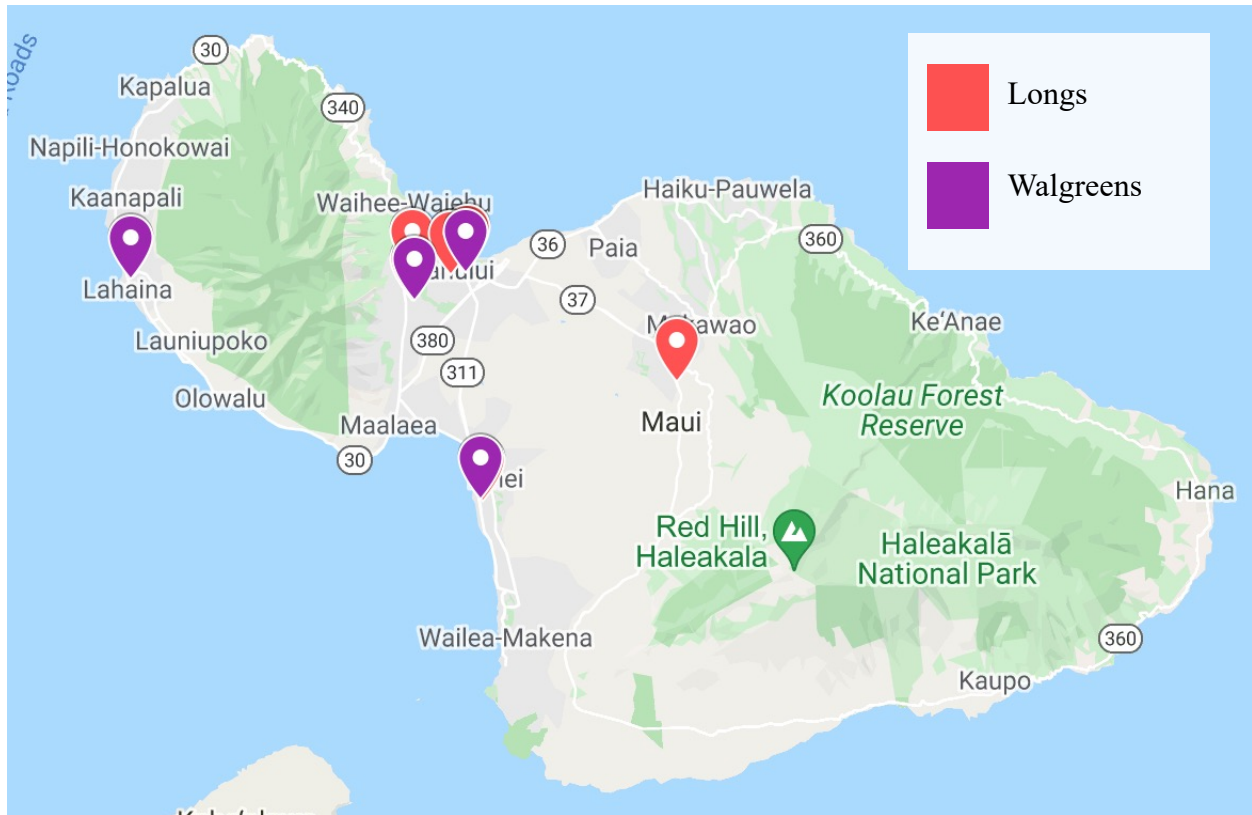 Roads
30
Kapalua
340
Longs
Napili-Honokowai
Kaanapali
Waihee-Waiehu
Haiku-Pauwela
Walgreens
36
Paia
360
Lahaina
37
Ke'Anae
Launiupoko
380
311
Olowalu
Koolau Forest
Reserve
Maalaea
Maui
30
Hana
Red Hill,
Haleakala
Haleakalā
National Park
Wailea-Makena
360
Kaupo